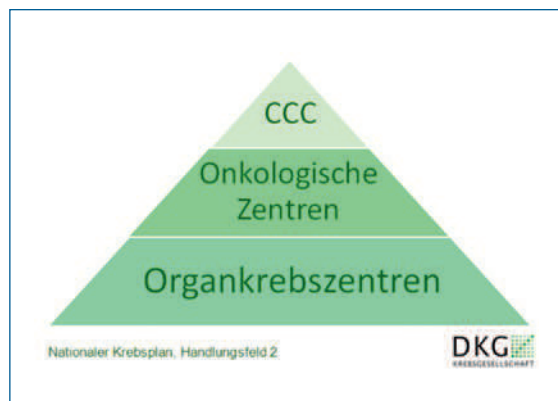 CCC
Onkologische
Zentren
Organkrebszentren
Nationaler Krebsplan, Handlungsfeld 2
DKG
KREBSGESELLSCHAFT